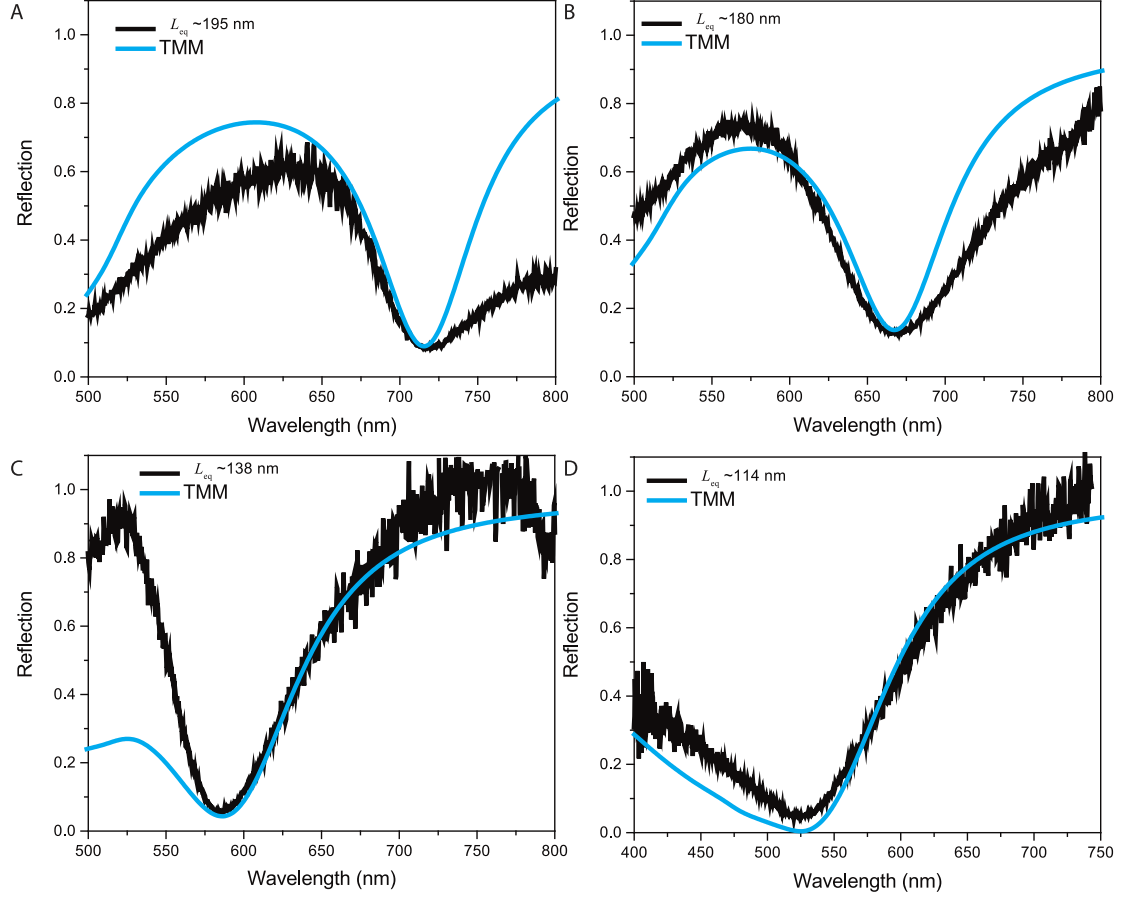 A
L_eq ~195 nm
TMM
1.0
0.8
0.6
0.4
0.2
0.0
Reflection
500 550 600 650 700 750 800
Wavelength (nm)
B
L_eq ~180 nm
TMM
1.0
0.8
0.6
0.4
0.2
0.0
Reflection
500 550 600 650 700 750 800
Wavelength (nm)
C
L_eq ~138 nm
TMM
1.0
0.8
0.6
0.4
0.2
0.0
Reflection
500 550 600 650 700 750 800
Wavelength (nm)
D
L_eq ~114 nm
TMM
1.0
0.8
0.6
0.4
0.2
0.0
Reflection
400 450 500 550 600 650 700 750
Wavelength (nm)